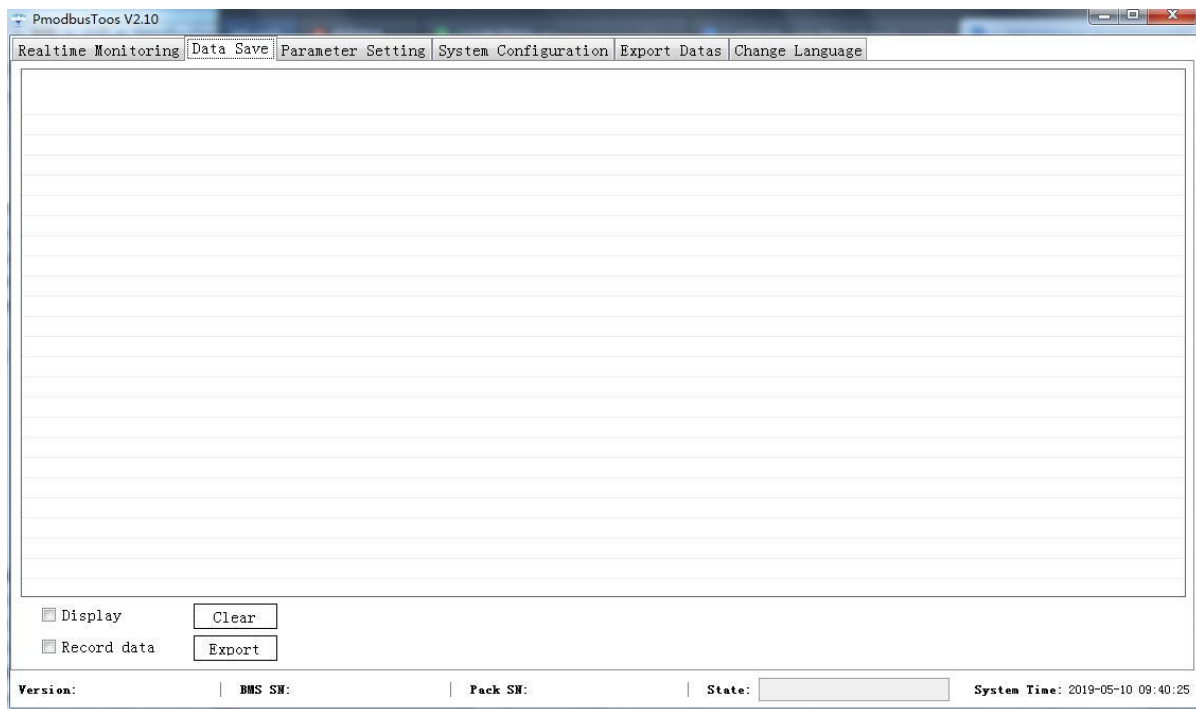 PmodbusToos V2.10
Realtime Monitoring Data Save Parameter Setting System Configuration Export Datas Change Language
Display Clear
Record data Export
Version: BMS SN: Pack SN: State: System Time: 2019-05-10 09:40:25